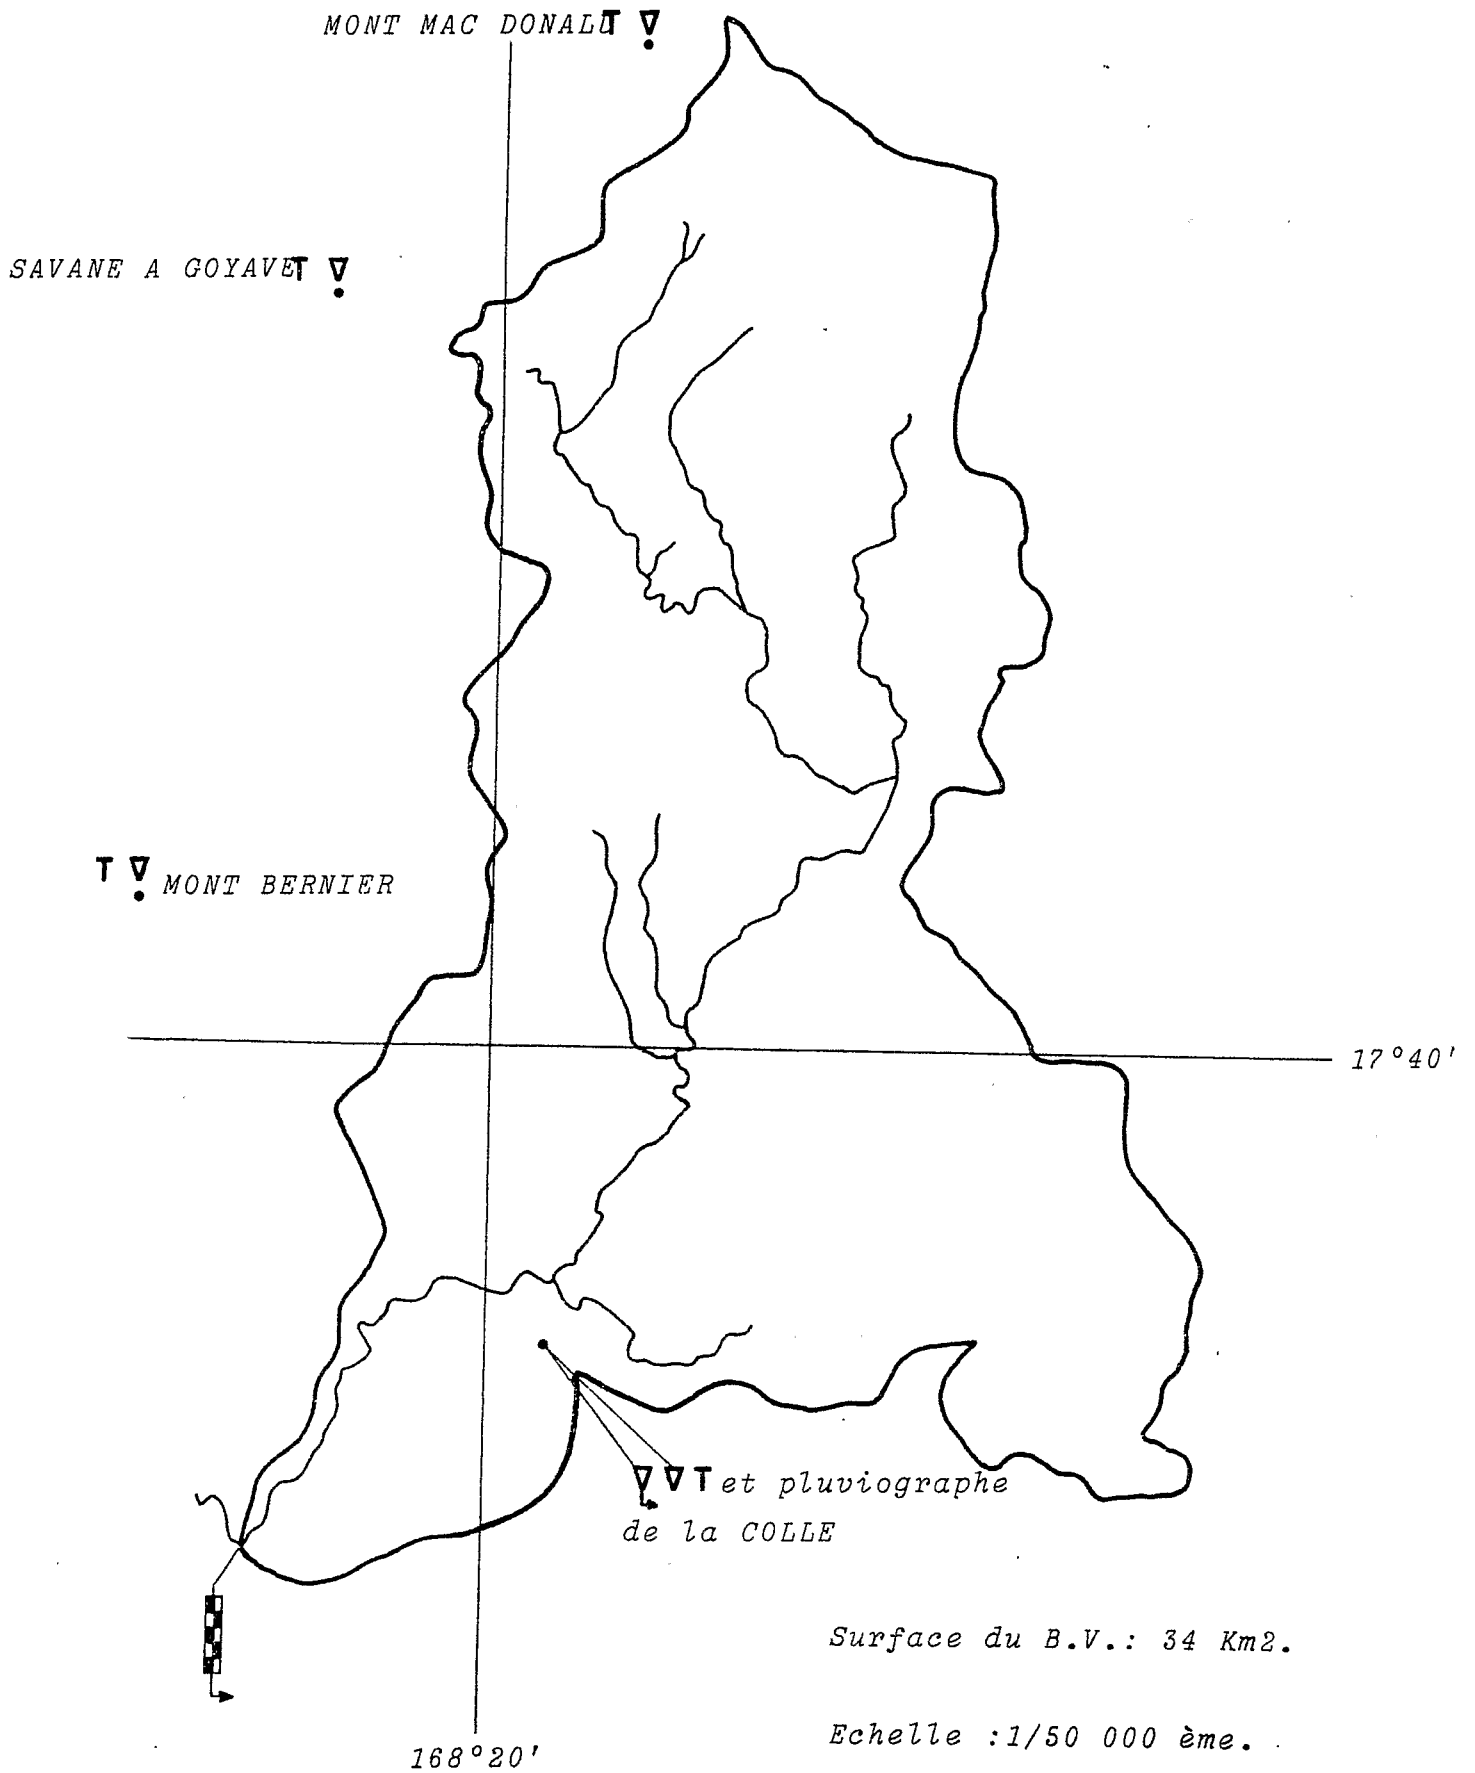 MONT MAC DONALD T
SAVANE A GOYAVE T
T MONT BERNIER
17°40'
T et pluviographe
de la COLLE
Surface du B.V.: 34 Km2.
Echelle :1/50 000 ème.
168°20'